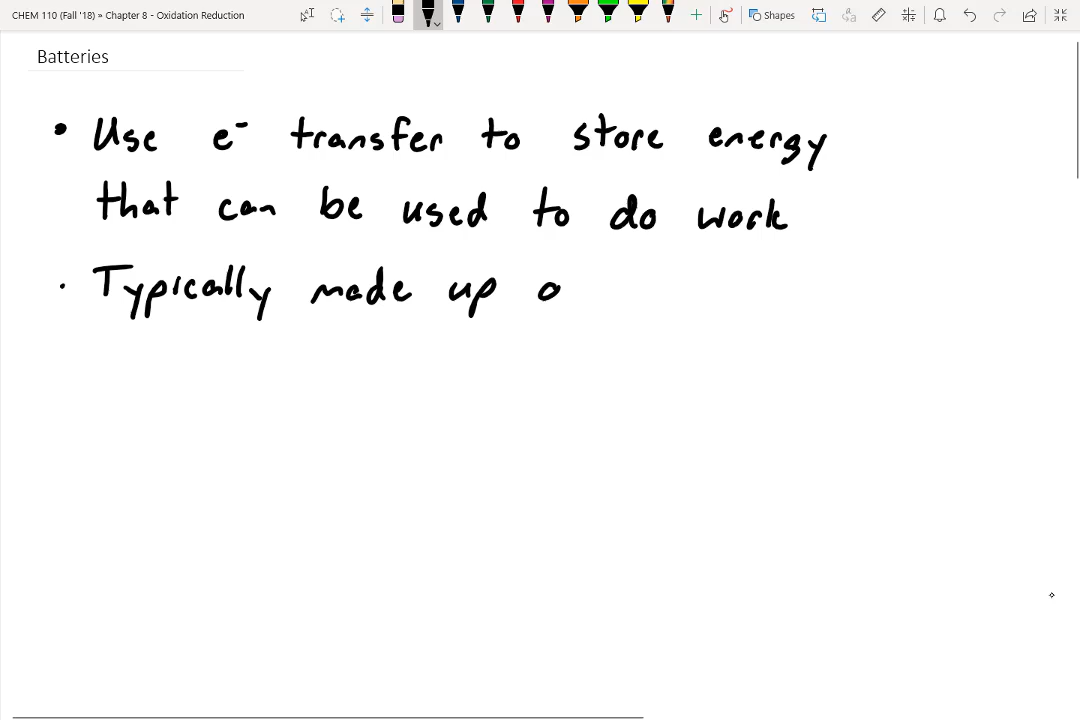 CHEM 110 (Fall '18) » Chapter 8 - Oxidation Reduction
Shapes
Batteries
• Use e⁻ transfer to store energy
that can be used to do work
• Typically made up o